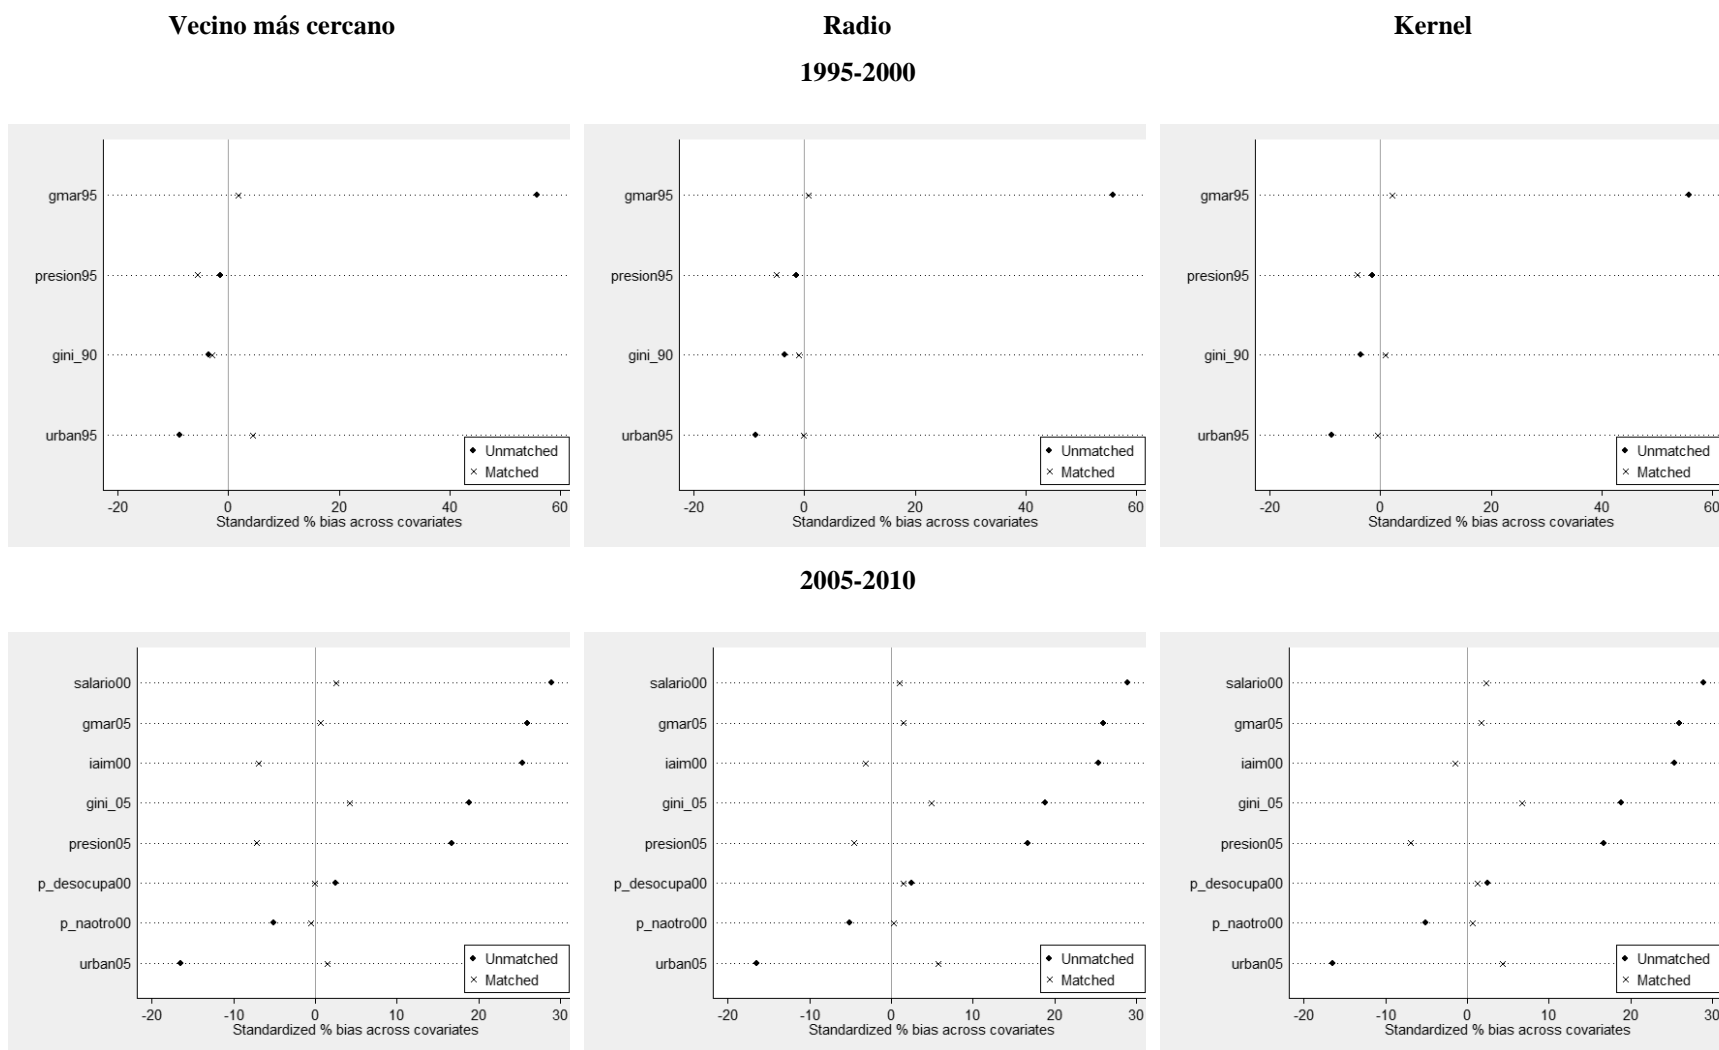 Vecino más cercano
Radio
Kernel
1995-2000
gmar95
presion95
gini_90
urban95
Unmatched
Matched
-20 0 20 40 60
Standardized % bias across covariates
gmar95
presion95
gini_90
urban95
Unmatched
Matched
-20 0 20 40 60
Standardized % bias across covariates
gmar95
presion95
gini_90
urban95
Unmatched
Matched
-20 0 20 40 60
Standardized % bias across covariates
2005-2010
salario00
gmar05
iaim00
gini_05
presion05
p_desocupa00
p_naotro00
urban05
Unmatched
Matched
-20 -10 0 10 20 30
Standardized % bias across covariates
salario00
gmar05
iaim00
gini_05
presion05
p_desocupa00
p_naotro00
urban05
Unmatched
Matched
-20 -10 0 10 20 30
Standardized % bias across covariates
salario00
gmar05
iaim00
gini_05
presion05
p_desocupa00
p_naotro00
urban05
Unmatched
Matched
-20 -10 0 10 20 30
Standardized % bias across covariates